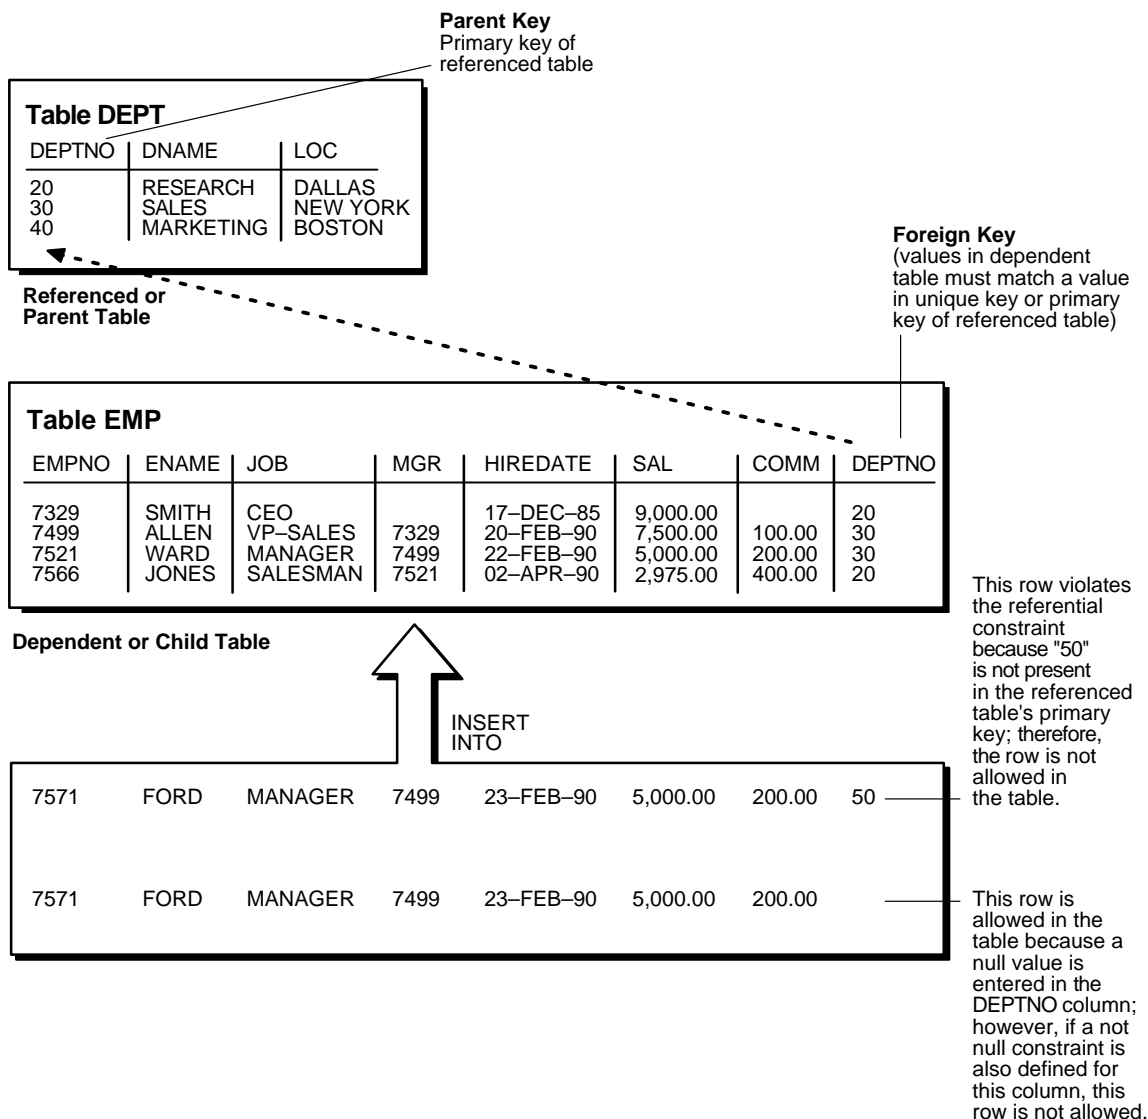 Parent Key
Primary key of
referenced table
Table DEPT
DEPTNO DNAME LOC
20 RESEARCH DALLAS
30 SALES NEW YORK
40 MARKETING BOSTON
Referenced or
Parent Table
Foreign Key
(values in dependent
table must match a value
in unique key or primary
key of referenced table)
Table EMP
EMPNO ENAME JOB MGR HIREDATE SAL COMM DEPTNO
7329 SMITH CEO 17–DEC–85 9,000.00 20
7499 ALLEN VP–SALES 7329 20–FEB–90 7,500.00 100.00 30
7521 WARD MANAGER 7499 22–FEB–90 5,000.00 200.00 30
7566 JONES SALESMAN 7521 02–APR–90 2,975.00 400.00 20
Dependent or Child Table
INSERT
INTO
This row violates
the referential
constraint
because "50"
is not present
in the referenced
table's primary
key; therefore,
the row is not
allowed in
the table.
7571 FORD MANAGER 7499 23–FEB–90 5,000.00 200.00 50
7571 FORD MANAGER 7499 23–FEB–90 5,000.00 200.00
This row is
allowed in the
table because a
null value is
entered in the
DEPTNO column;
however, if a not
null constraint is
also defined for
this column, this
row is not allowed.